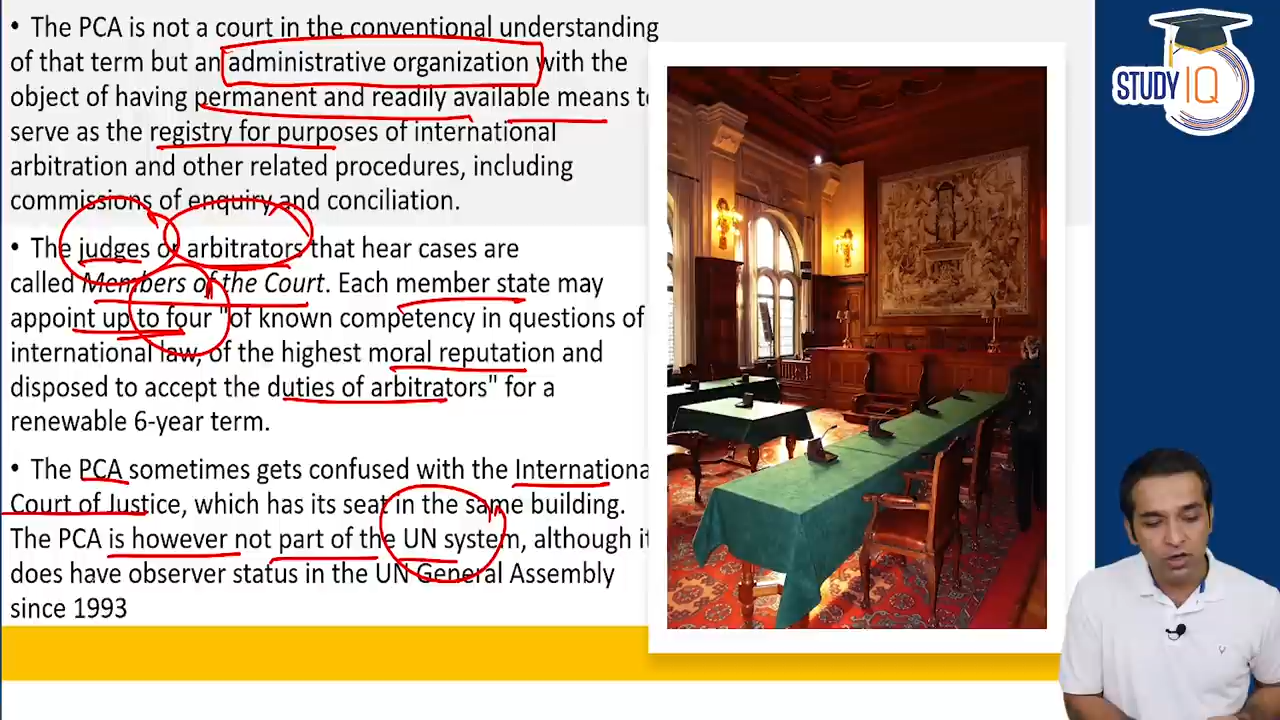 • The PCA is not a court in the conventional understanding
of that term but an administrative organization with the
object of having permanent and readily available means to
serve as the registry for purposes of international
arbitration and other related procedures, including
commissions of enquiry and conciliation.
• The judges or arbitrators that hear cases are
called Members of the Court. Each member state may
appoint up to four "of known competency in questions of
international law, of the highest moral reputation and
disposed to accept the duties of arbitrators" for a
renewable 6-year term.
• The PCA sometimes gets confused with the Internationa
Court of Justice, which has its seat in the same building.
The PCA is however not part of the UN system, although it
does have observer status in the UN General Assembly
since 1993
STUDY IQ